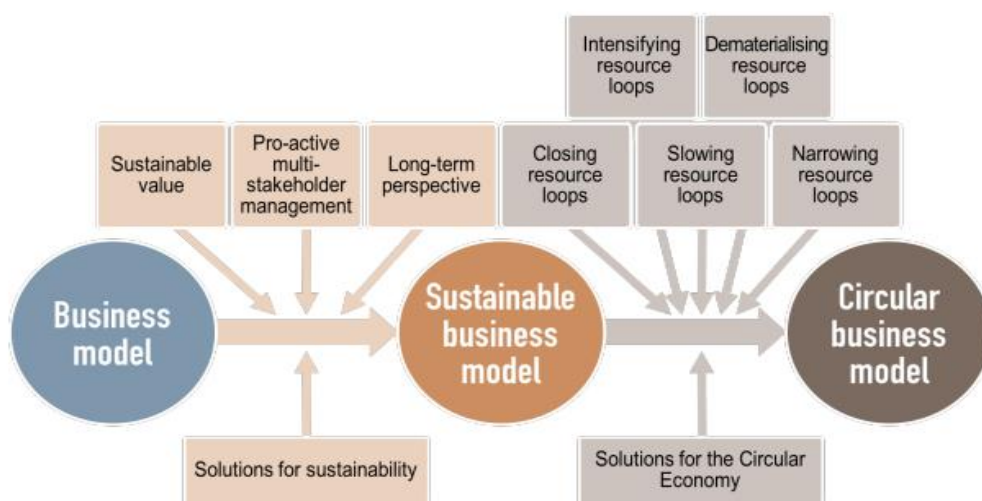 Intensifying
resource
loops
Dematerialising
resource
loops
Sustainable
value
Pro-active
multi-
stakeholder
management
Long-term
perspective
Closing
resource
loops
Slowing
resource
loops
Narrowing
resource
loops
Business
model
Sustainable
business
model
Circular
business
model
Solutions for sustainability
Solutions for the Circular
Economy